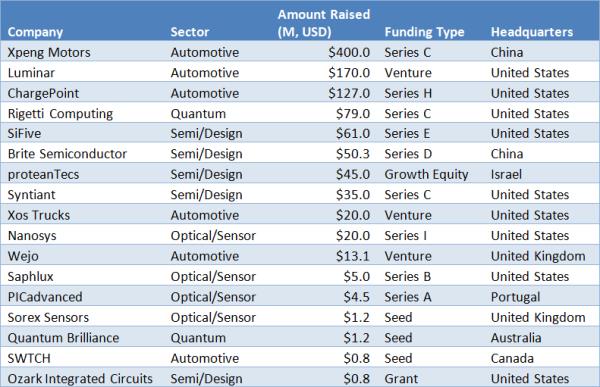 Company Sector Amount Raised (M, USD) Funding Type Headquarters
Xpeng Motors Automotive $400.0 Series C China
Luminar Automotive $170.0 Venture United States
ChargePoint Automotive $127.0 Series H United States
Rigetti Computing Quantum $79.0 Series C United States
SiFive Semi/Design $61.0 Series E United States
Brite Semiconductor Semi/Design $50.3 Series D China
proteanTecs Semi/Design $45.0 Growth Equity Israel
Syntiant Semi/Design $35.0 Series C United States
Xos Trucks Automotive $20.0 Venture United States
Nanosys Optical/Sensor $20.0 Series I United States
Wejo Automotive $13.1 Venture United Kingdom
Saphlux Optical/Sensor $5.0 Series B United States
PICadvanced Optical/Sensor $4.5 Series A Portugal
Sorex Sensors Optical/Sensor $1.2 Seed United Kingdom
Quantum Brilliance Quantum $1.2 Seed Australia
SWTCH Automotive $0.8 Seed Canada
Ozark Integrated Circuits Semi/Design $0.8 Grant United States